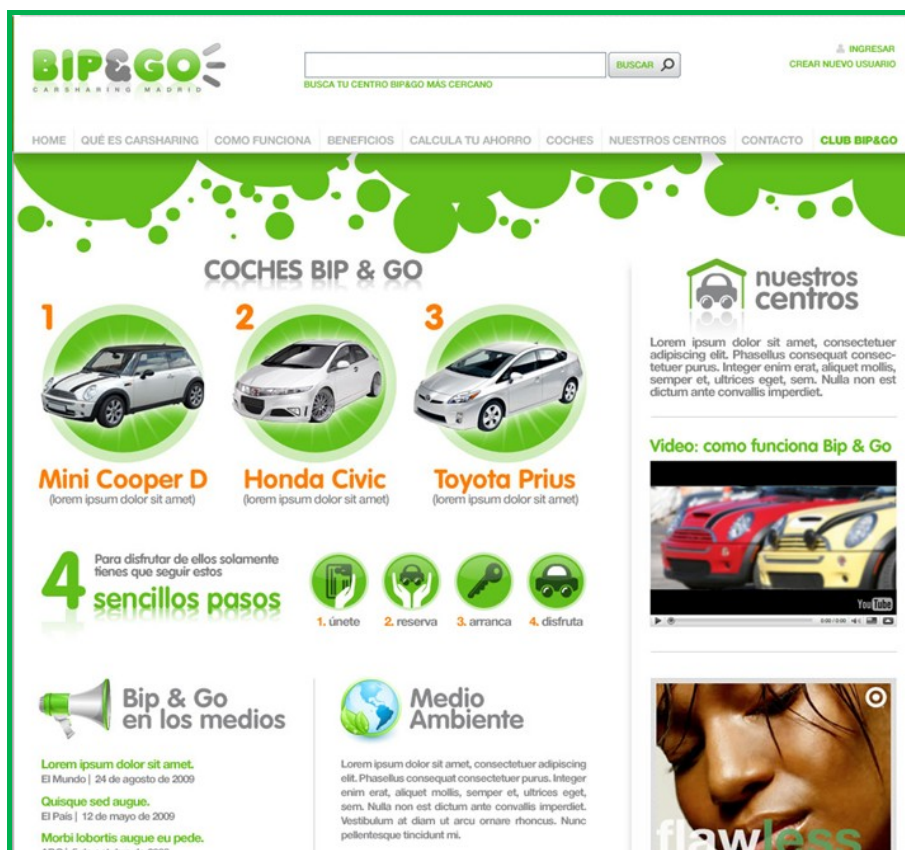 BIP&GO
CARSHARING MADRID
BUSCAR
BUSCA TU CENTRO BIP&GO MÁS CERCANO
INGRESAR
CREAR NUEVO USUARIO
HOME QUÉ ES CARSHARING COMO FUNCIONA BENEFICIOS CALCULA TU AHORRO COCHES NUESTROS CENTROS CONTACTO CLUB BIP&GO
COCHES BIP & GO
1 2 3
Mini Cooper D Honda Civic Toyota Prius
(lorem ipsum dolor sit amet) (lorem ipsum dolor sit amet) (lorem ipsum dolor sit amet)
4
Para disfrutar de ellos solamente
tienes que seguir estos
sencillos pasos
1. únete 2. reserva 3. arranca 4. disfruta
Bip & Go
en los medios
Lorem ipsum dolor sit amet.
El Mundo | 24 de agosto de 2009
Quisque sed augue.
El País | 12 de mayo de 2009
Morbi lobortis augue eu pede.
Medio
Ambiente
Lorem ipsum dolor sit amet, consectetuer adipiscing
elit. Phasellus consequat consectetuer purus. Integer
enim erat, aliquet mollis, semper et, ultrices eget,
sem. Nulla non est dictum ante convallis imperdiet.
Vestibulum at diam ut arcu ornare rhoncus. Nunc
pellentesque tincidunt mi.
nuestros
centros
Lorem ipsum dolor sit amet, consectetuer
adipiscing elit. Phasellus consequat consec-
tetuer purus. Integer enim erat, aliquet mollis,
semper et, ultrices eget, sem. Nulla non est
dictum ante convallis imperdiet.
Video: como funciona Bip & Go
YouTube
0:00 / 0:00
flawless